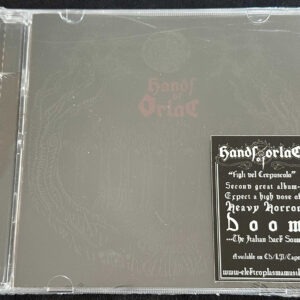 Hands
of
Orlac
Hands of Orlac
"Figli del Crepuscolo"
Second great album-
Expect a high dose of
Heavy Horror
Doom
---The Italian Dark Sound
Available on CD/LP/Tape